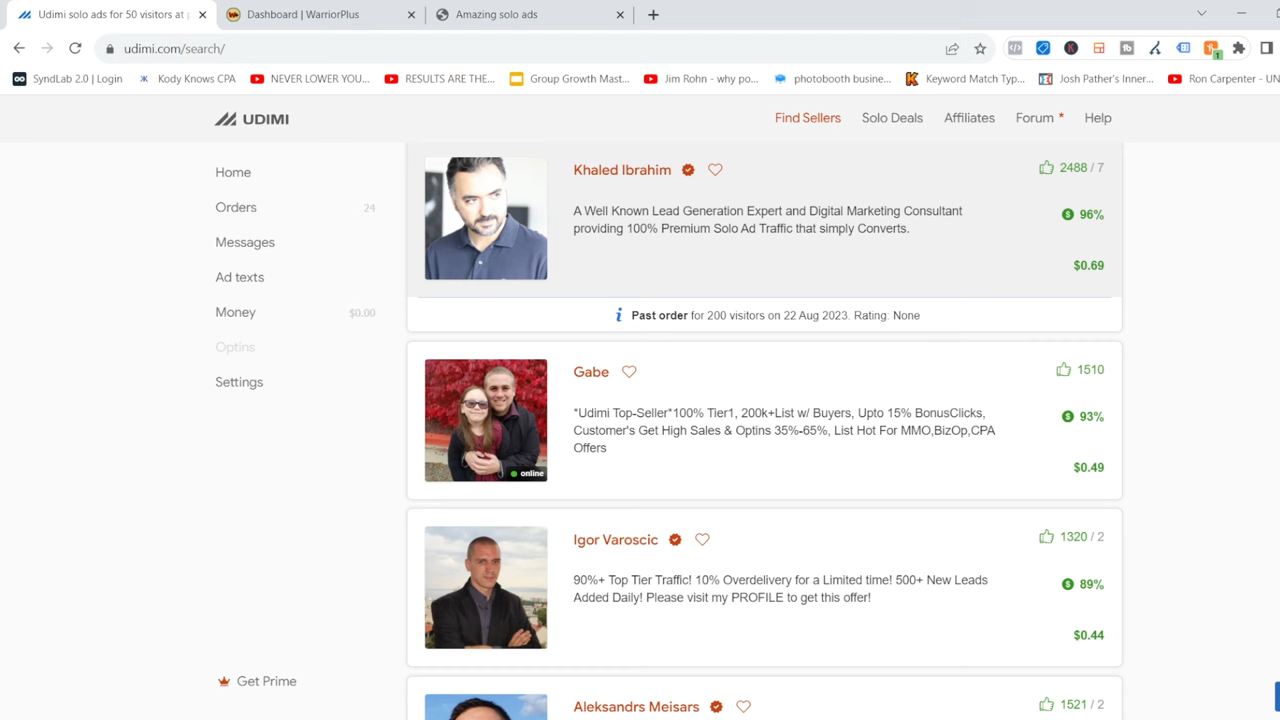 Udimi solo ads for 50 visitors at
Dashboard | WarriorPlus
Amazing solo ads
udimi.com/search/
SyndLab 2.0 | Login
Kody Knows CPA
NEVER LOWER YOU...
RESULTS ARE THE...
Group Growth Mast...
Jim Rohn - why po...
photobooth busine...
Keyword Match Typ...
Josh Pather's Inner...
Ron Carpenter - UN
UDIMI
Find Sellers
Solo Deals
Affiliates
Forum *
Help
Home
Orders 24
Messages
Ad texts
Money $0.00
Optins
Settings
Get Prime
Khaled Ibrahim
2488 / 7
A Well Known Lead Generation Expert and Digital Marketing Consultant
providing 100% Premium Solo Ad Traffic that simply Converts.
96%
$0.69
Past order for 200 visitors on 22 Aug 2023. Rating: None
Gabe
1510
*Udimi Top-Seller*100% Tier1, 200k+List w/ Buyers, Upto 15% BonusClicks,
Customer's Get High Sales & Optins 35%-65%, List Hot For MMO,BizOp,CPA
Offers
93%
$0.49
online
Igor Varoscic
1320 / 2
90%+ Top Tier Traffic! 10% Overdelivery for a Limited time! 500+ New Leads
Added Daily! Please visit my PROFILE to get this offer!
89%
$0.44
Aleksandrs Meisars
1521 / 2